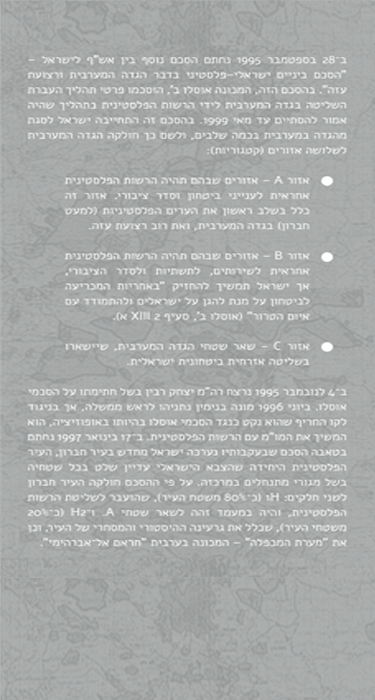 ב־28 בספטמבר 1995 נחתם הסכם נוסף בין אש"ף לישראל –
"הסכם ביניים ישראלי-פלסטיני בדבר הגדה המערבית ורצועת
עזה". בהסכם הזה, המכונה אוסלו ב', הוסכמו פרטי תהליך העברת
השליטה בגדה המערבית לידי הרשות הפלסטינית בתהליך שהיה
אמור להסתיים עד מאי 1999. בהסכם זה התחייבה ישראל לסגת
מהגדה במערבית בכמה שלבים, ולשם כך חולקה הגדה המערבית
לשלושה אזורים (קטגוריות):
● אזור A – אזורים שבהם תהיה הרשות הפלסטינית
אחראית לענייני ביטחון וסדר ציבורי. אזור זה
כלל בשלב ראשון את הערים הפלסטיניות (למעט
חברון) בגדה המערבית, ואת רוב רצועת עזה.
● אזור B – אזורים שבהם תהיה הרשות הפלסטינית
אחראית לשירותים, לתשתיות ולסדר הציבורי,
אך ישראל תמשיך להחזיק "באחריות המכריעה
לביטחון על מנת להגן על ישראלים ולהתמודד עם
איום הטרור" (אוסלו ב', סעיף XIII 2 א).
● אזור C – שאר שטחי הגדה המערבית, שיישארו
בשליטה אזרחית ביטחונית ישראלית.
ב־4 לנובמבר 1995 נרצח רה"מ יצחק רבין בשל חתימתו על הסכמי
אוסלו. ביוני 1996 מונה בנימין נתניהו לראש ממשלה, אך בניגוד
לקו החריף שהוא נקט כנגד הסכמי אוסלו בהיותו באופוזיציה, הוא
המשיך את המו"מ עם הרשות הפלסטינית. ב־17 בינואר 1997 נחתם
בטאבה הסכם שבעקבותיו נערכה ישראל מחדש בעיר חברון, העיר
הפלסטינית היחידה שהצבא הישראלי עדיין שלט בכל שטחיה
בשל מגורי מתנחלים במרכזה. על פי ההסכם חולקה העיר חברון
לשני חלקים: H1 (כ־80% משטח העיר), שהועבר לשליטת הרשות
הפלסטינית, והיה במעמד זהה לשאר שטחי A. ו־H2 (כ־20%
משטחי העיר), שכלל את גרעינה ההיסטורי והמסחרי של העיר, וכן
את "מערת המכפלה" – המכונה בערבית "חראם אל־אברהימי".